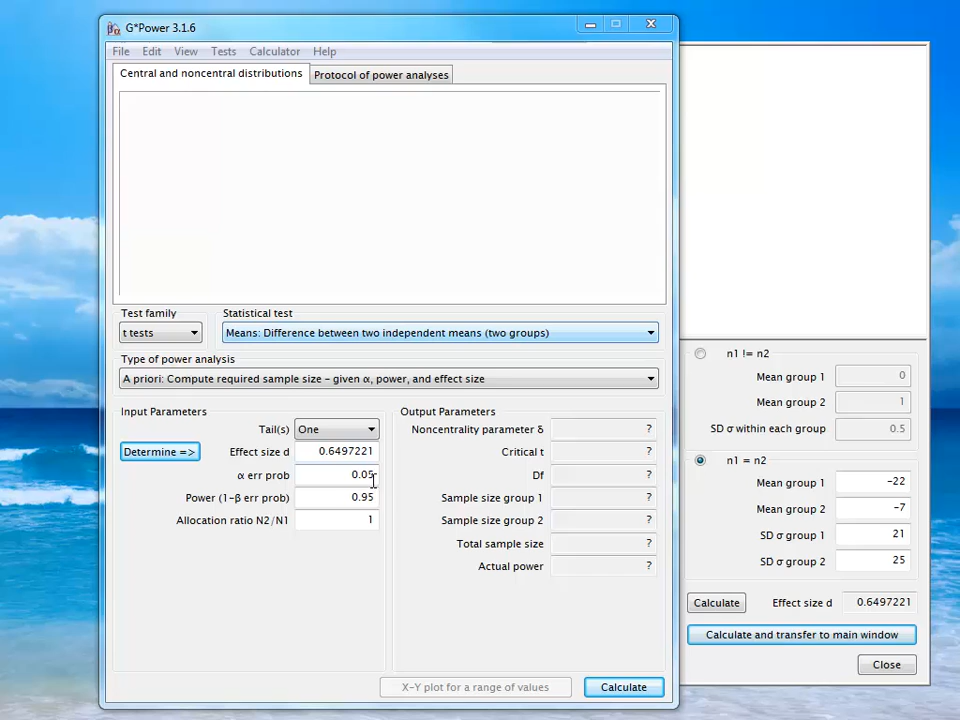 G*Power 3.1.6
File Edit View Tests Calculator Help
Central and noncentral distributions Protocol of power analyses
Test family Statistical test
t tests Means: Difference between two independent means (two groups)
Type of power analysis
A priori: Compute required sample size – given α, power, and effect size
Input Parameters Output Parameters
Tail(s) One Noncentrality parameter δ ?
Determine => Effect size d 0.6497221 Critical t ?
α err prob 0.05 Df ?
Power (1-β err prob) 0.95 Sample size group 1 ?
Allocation ratio N2/N1 1 Sample size group 2 ?
Total sample size ?
Actual power ?
X-Y plot for a range of values Calculate
n1 != n2
Mean group 1 0
Mean group 2 1
SD σ within each group 0.5
n1 = n2
Mean group 1 -22
Mean group 2 -7
SD σ group 1 21
SD σ group 2 25
Calculate Effect size d 0.6497221
Calculate and transfer to main window
Close